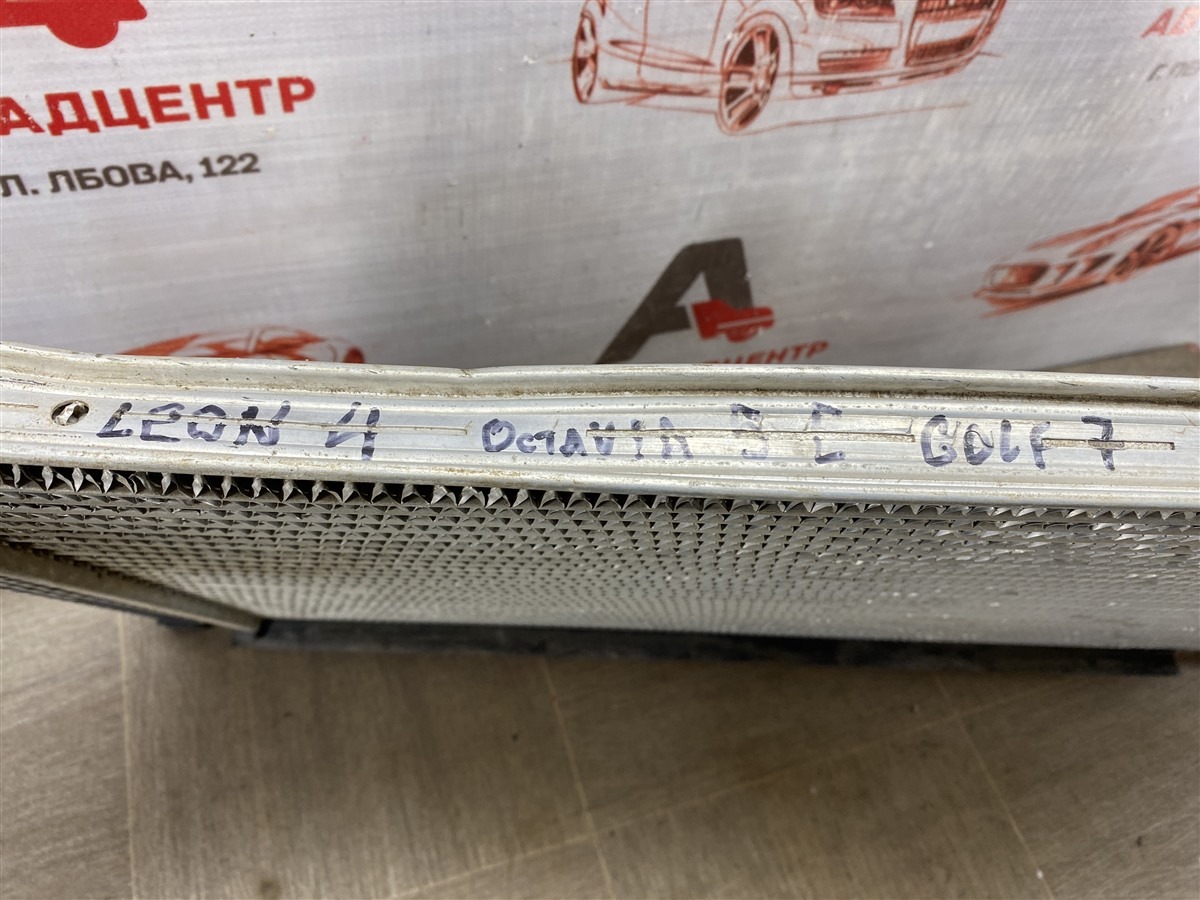 АДЦЕНТР
Л. ЛБОВА, 122
ДЦЕНТР
LEON 4 OCTAVIA 3 E GOLF 7